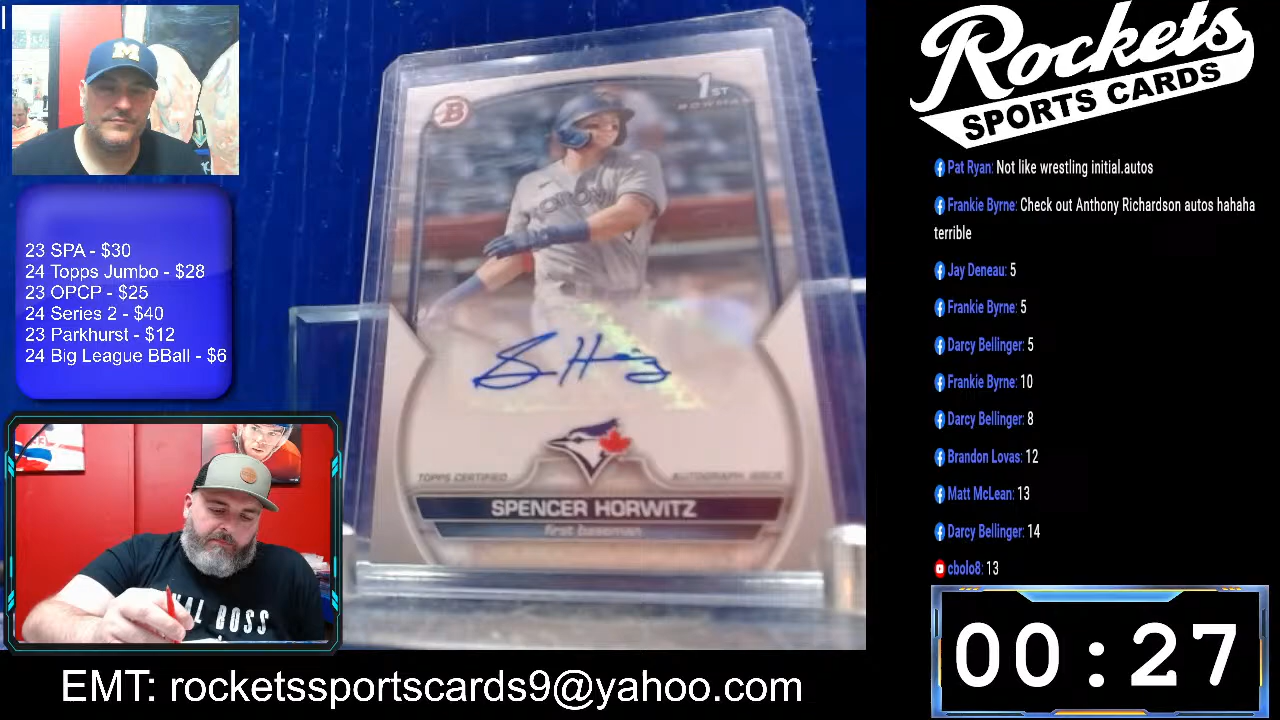 M
23 SPA - $30
24 Topps Jumbo - $28
23 OPCP - $25
24 Series 2 - $40
23 Parkhurst - $12
24 Big League BBall - $6
B
1ST
BOWMAN
TORONTO
TOPPS CERTIFIED
AUTOGRAPH ISSUE
SPENCER HORWITZ
first baseman
BOSS
EMT: rocketssportscards9@yahoo.com
Rockets
SPORTS CARDS
Pat Ryan: Not like wrestling initial.autos
Frankie Byrne: Check out Anthony Richardson autos hahaha
terrible
Jay Deneau: 5
Frankie Byrne: 5
Darcy Bellinger: 5
Frankie Byrne: 10
Darcy Bellinger: 8
Brandon Lovas: 12
Matt McLean: 13
Darcy Bellinger: 14
cbolo8: 13
00:27